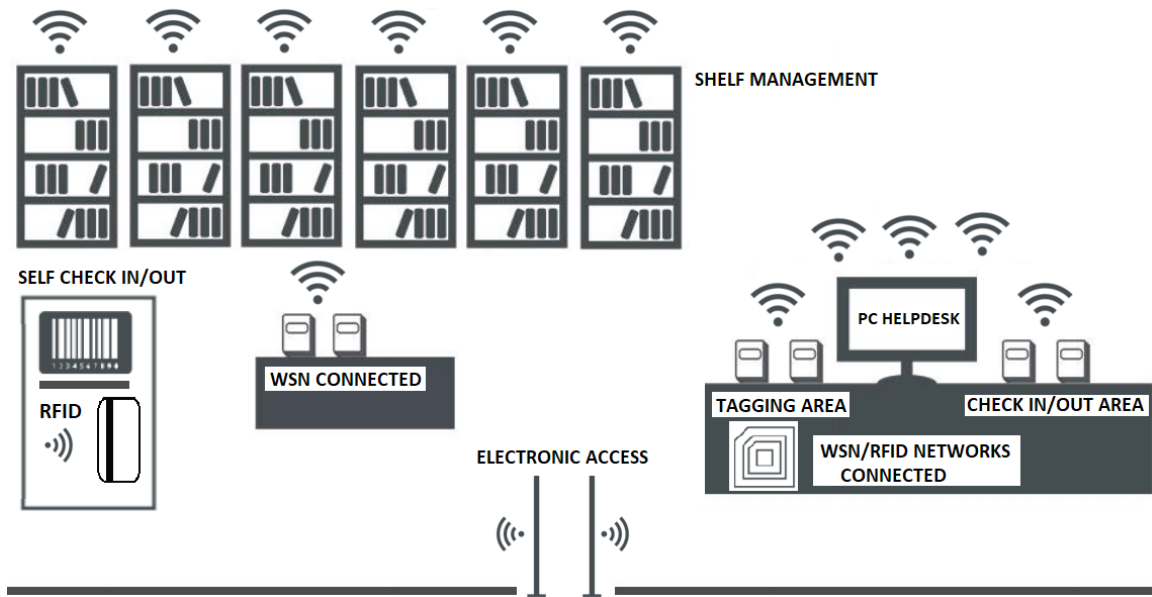 SHELF MANAGEMENT
SELF CHECK IN/OUT
1234567890
RFID
WSN CONNECTED
ELECTRONIC ACCESS
PC HELPDESK
TAGGING AREA
CHECK IN/OUT AREA
WSN/RFID NETWORKS
CONNECTED